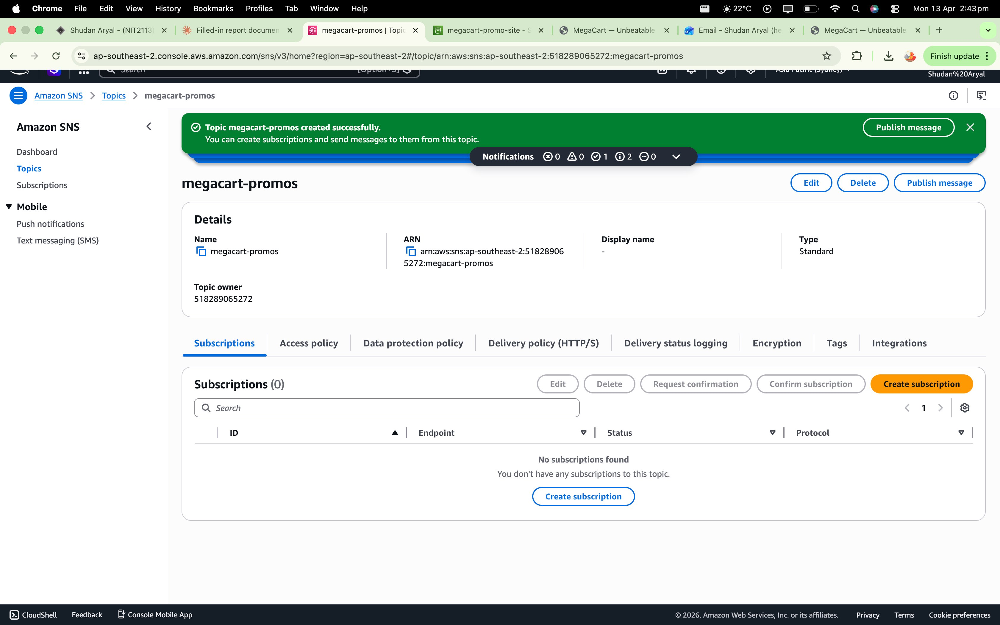 Chrome File Edit View History Bookmarks Profiles Tab Window Help 22°C Mon 13 Apr 2:43 pm
Shudan Aryal - (NIT2113) Filled-in report documen megacart-promos | Topic megacart-promo-site - S MegaCart — Unbeatable Email - Shudan Aryal (he MegaCart — Unbeatable
ap-southeast-2.console.aws.amazon.com/sns/v3/home?region=ap-southeast-2#/topic/arn:aws:sns:ap-southeast-2:518289065272:megacart-promos Finish update
Search [Option+S] Asia Pacific (Sydney)
Shudan%20Aryal
Amazon SNS Topics megacart-promos
Amazon SNS
Dashboard
Topics
Subscriptions
Mobile
Push notifications
Text messaging (SMS)
Topic megacart-promos created successfully.
You can create subscriptions and send messages to them from this topic.
Publish message
Notifications 0 0 1 2 0
megacart-promos
Edit Delete Publish message
Details
Name
megacart-promos
ARN
arn:aws:sns:ap-southeast-2:51828906
5272:megacart-promos
Display name
-
Type
Standard
Topic owner
518289065272
Subscriptions Access policy Data protection policy Delivery policy (HTTP/S) Delivery status logging Encryption Tags Integrations
Subscriptions (0) Edit Delete Request confirmation Confirm subscription Create subscription
Search 1
ID Endpoint Status Protocol
No subscriptions found
You don't have any subscriptions to this topic.
Create subscription
CloudShell Feedback Console Mobile App © 2026, Amazon Web Services, Inc. or its affiliates. Privacy Terms Cookie preferences